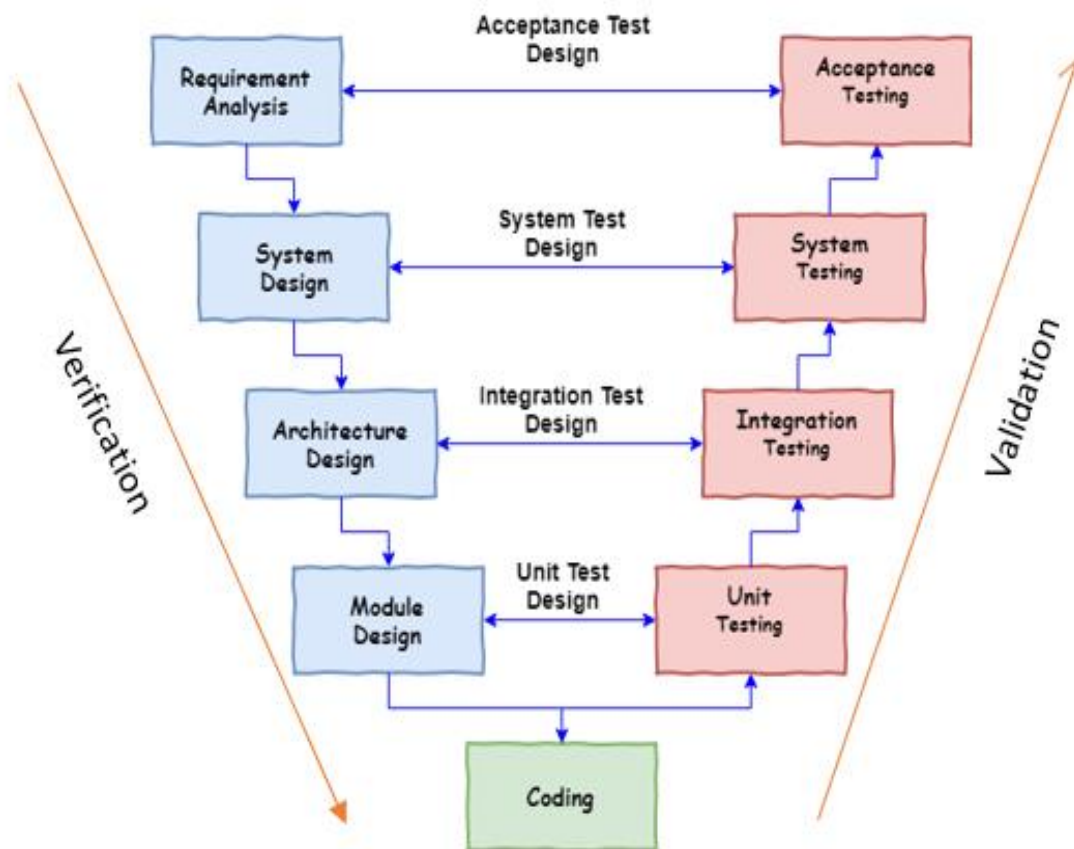 Acceptance Test
Design
Requirement
Analysis
Acceptance
Testing
System Test
Design
System
Design
System
Testing
Verification
Validation
Integration Test
Design
Architecture
Design
Integration
Testing
Unit Test
Design
Module
Design
Unit
Testing
Coding